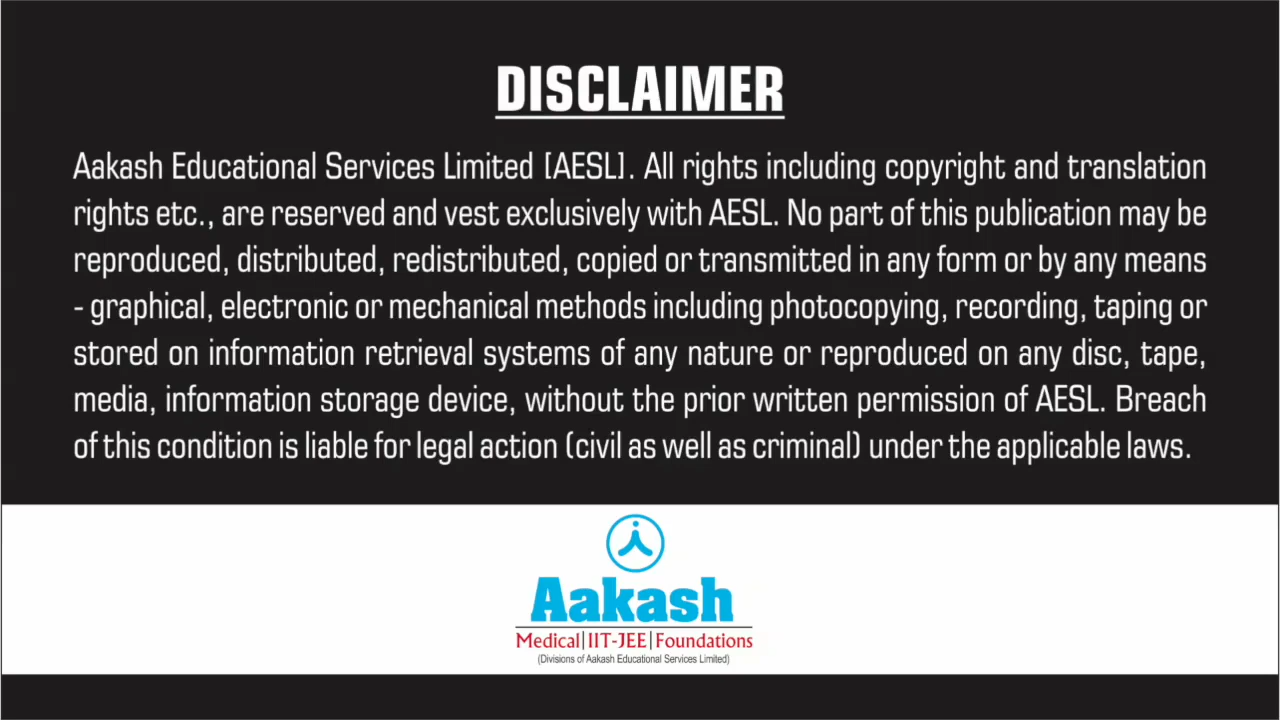 DISCLAIMER
Aakash Educational Services Limited [AESL]. All rights including copyright and translation
rights etc., are reserved and vest exclusively with AESL. No part of this publication may be
reproduced, distributed, redistributed, copied or transmitted in any form or by any means
- graphical, electronic or mechanical methods including photocopying, recording, taping or
stored on information retrieval systems of any nature or reproduced on any disc, tape,
media, information storage device, without the prior written permission of AESL. Breach
of this condition is liable for legal action (civil as well as criminal) under the applicable laws.
Aakash
Medical|IIT-JEE|Foundations
(Divisions of Aakash Educational Services Limited)